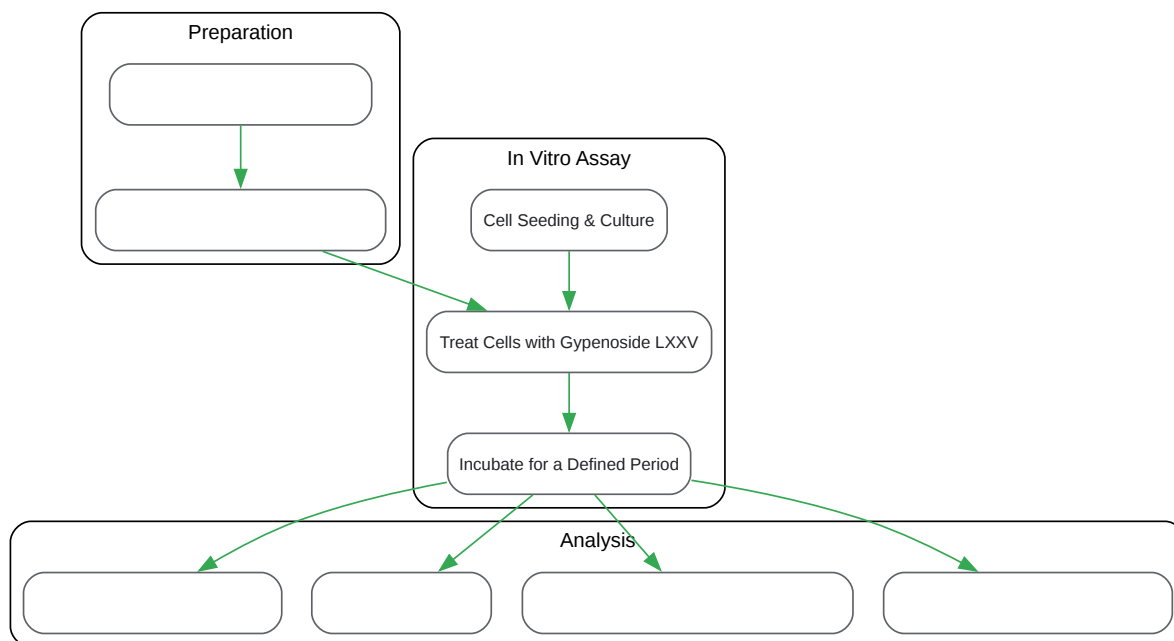 Preparation
In Vitro Assay
Cell Seeding & Culture
Treat Cells with Gypenoside LXXV
Incubate for a Defined Period
Analysis